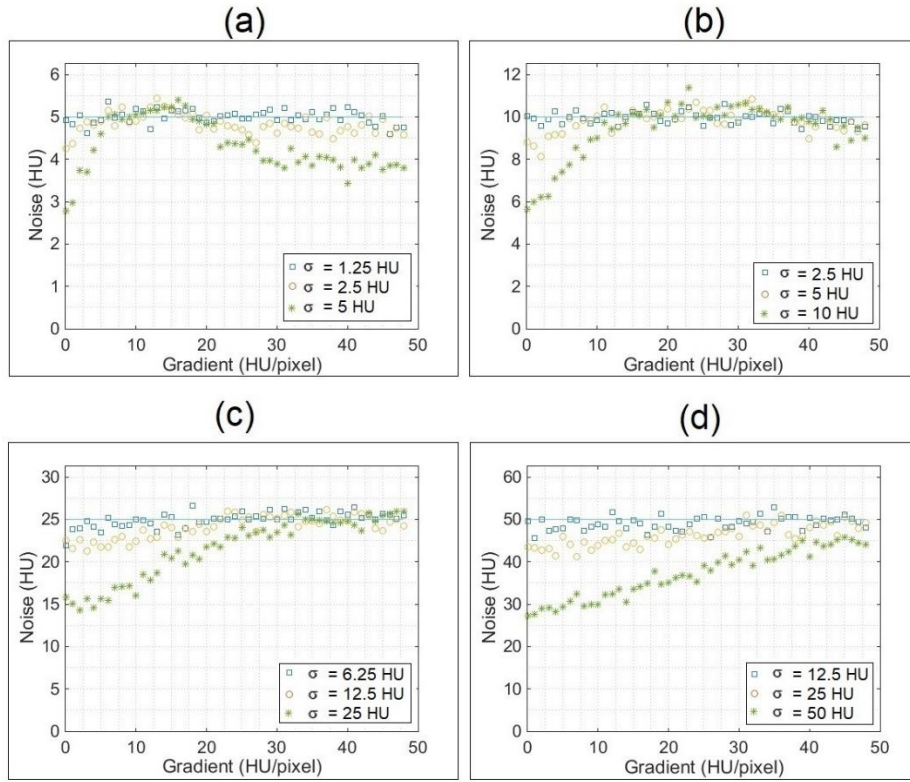 (a)
6
5
4
3
2
1
0
Noise (HU)
0 10 20 30 40 50
Gradient (HU/pixel)
σ = 1.25 HU
σ = 2.5 HU
σ = 5 HU
(b)
12
10
8
6
4
2
0
Noise (HU)
0 10 20 30 40 50
Gradient (HU/pixel)
σ = 2.5 HU
σ = 5 HU
σ = 10 HU
(c)
30
25
20
15
10
5
0
Noise (HU)
0 10 20 30 40 50
Gradient (HU/pixel)
σ = 6.25 HU
σ = 12.5 HU
σ = 25 HU
(d)
60
50
40
30
20
10
0
Noise (HU)
0 10 20 30 40 50
Gradient (HU/pixel)
σ = 12.5 HU
σ = 25 HU
σ = 50 HU